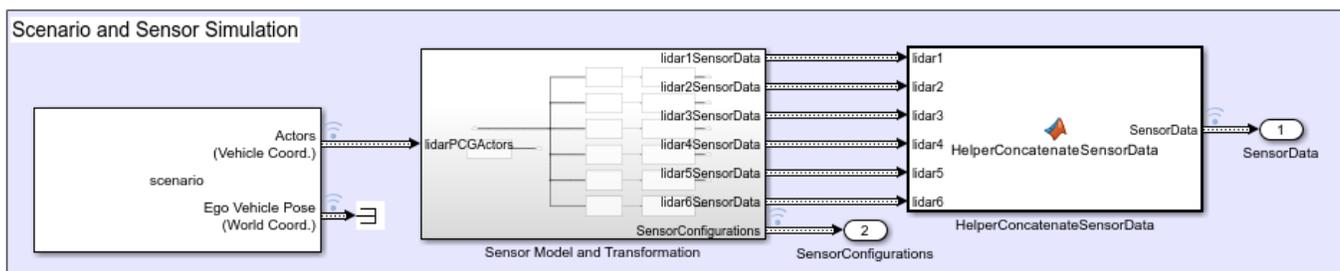 Scenario and Sensor Simulation
Actors
(Vehicle Coord.)
scenario
Ego Vehicle Pose
(World Coord.)
lidarPCGActors
lidar1SensorData
lidar2SensorData
lidar3SensorData
lidar4SensorData
lidar5SensorData
lidar6SensorData
SensorConfigurations
Sensor Model and Transformation
2
SensorConfigurations
lidar1
lidar2
lidar3
lidar4
lidar5
lidar6
HelperConcatenateSensorData
SensorData
HelperConcatenateSensorData
1
SensorData